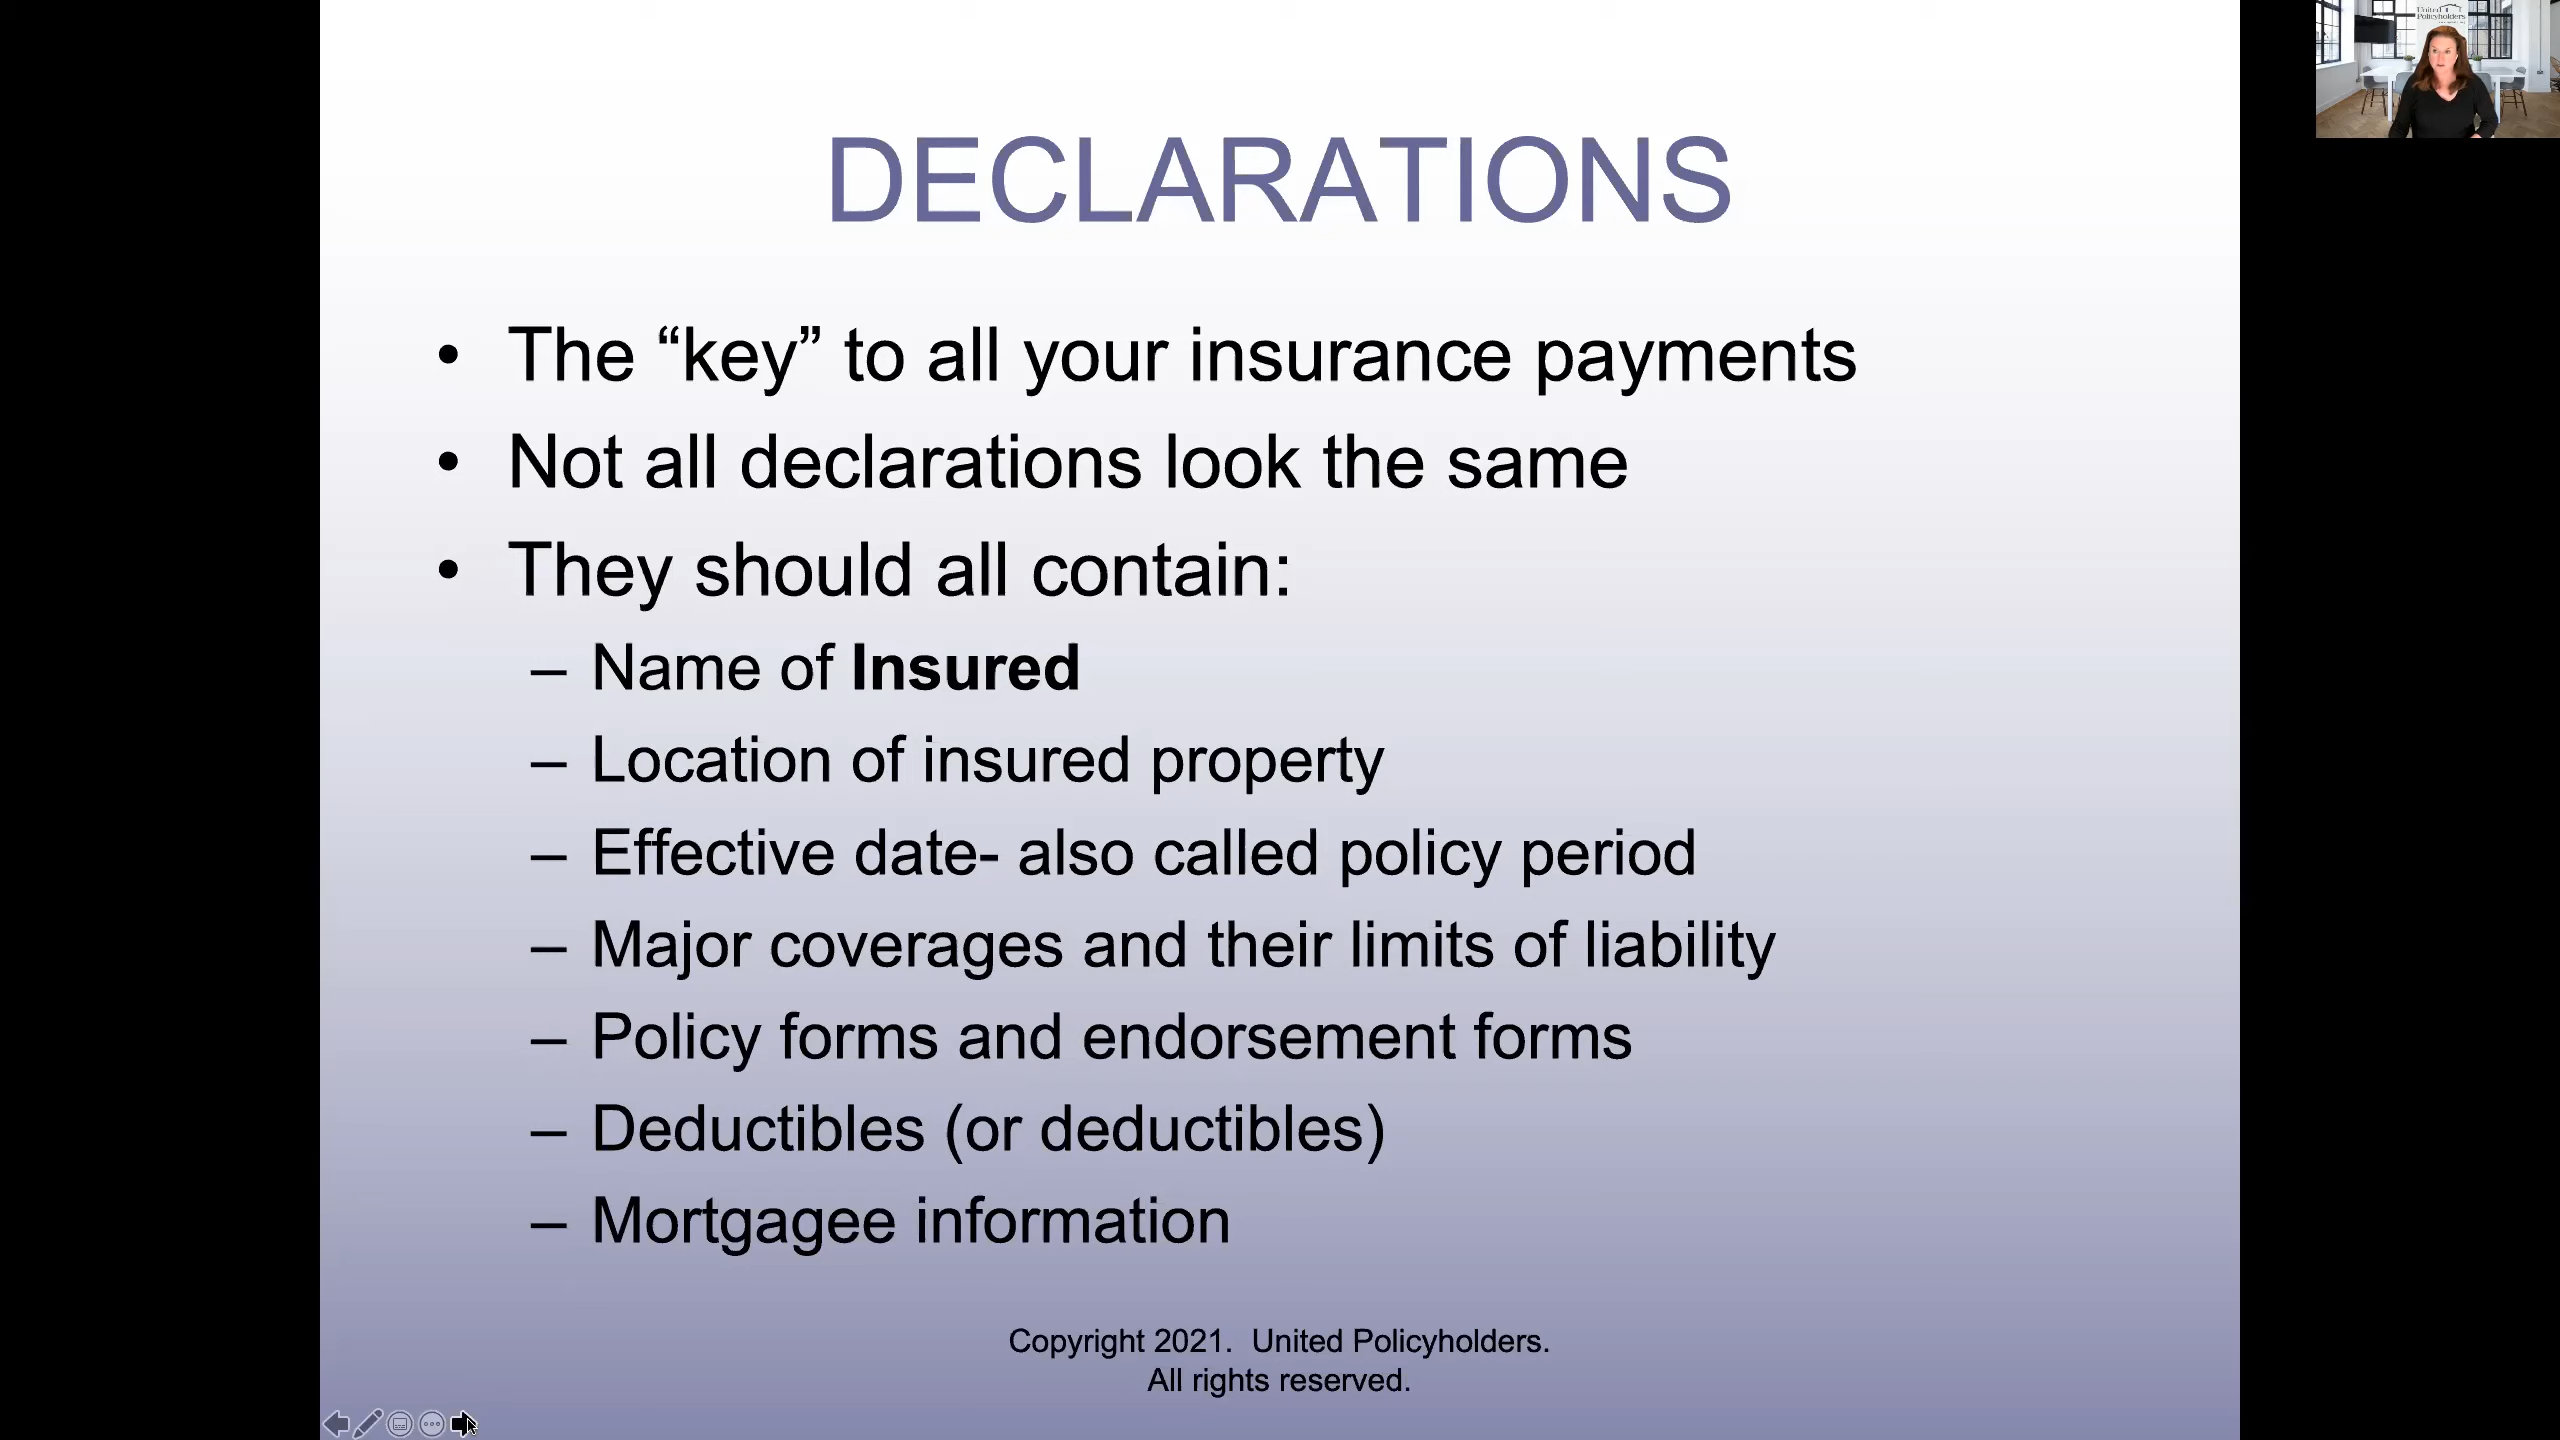 United
Policyholders
DECLARATIONS
• The “key” to all your insurance payments
• Not all declarations look the same
• They should all contain:
– Name of Insured
– Location of insured property
– Effective date- also called policy period
– Major coverages and their limits of liability
– Policy forms and endorsement forms
– Deductibles (or deductibles)
– Mortgagee information
Copyright 2021.  United Policyholders.
All rights reserved.